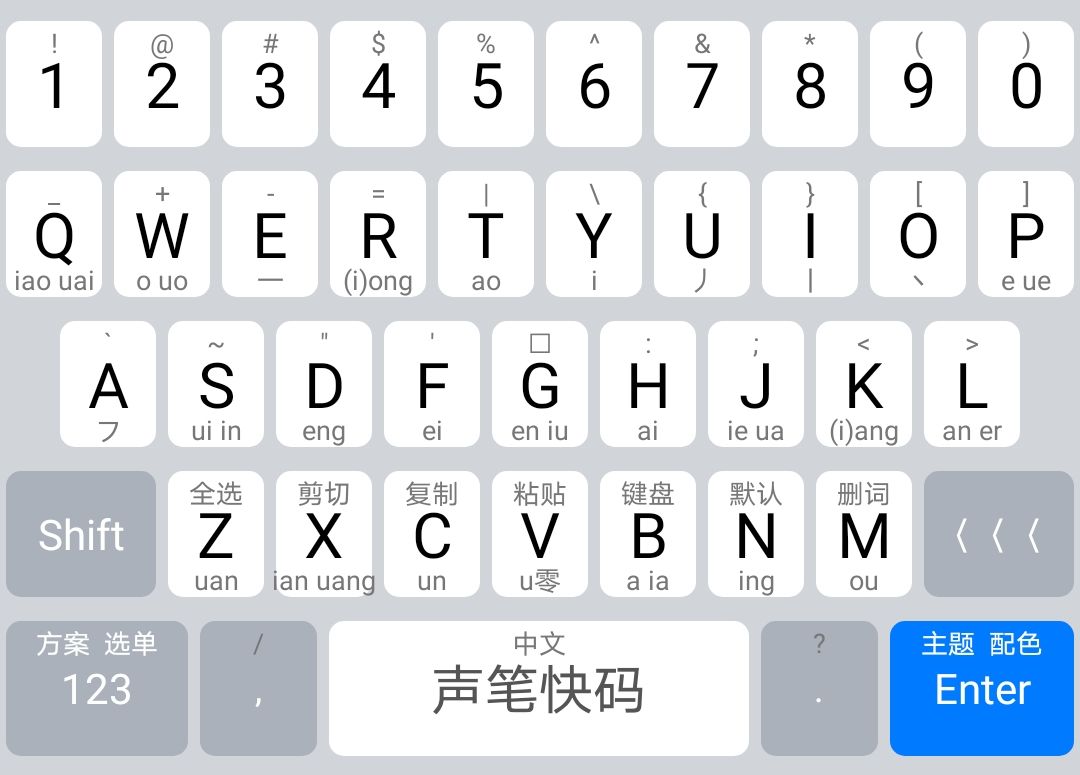 ! @ # $ % ^ & * ( )
1 2 3 4 5 6 7 8 9 0
_ + - = | \ { } [ ]
Q W E R T Y U I O P
iao uai o uo 一 (i)ong ao i 丿 丨 丶 e ue
` ~ " ' □ : ; < >
A S D F G H J K L
フ ui in eng ei en iu ai ie ua (i)ang an er
全选 剪切 复制 粘贴 键盘 默认 删词
Shift Z X C V B N M 〈〈〈
uan ian uang un u零 a ia ing ou
方案 选单 / 中文 ? 主题 配色
123 , 声笔快码 . Enter